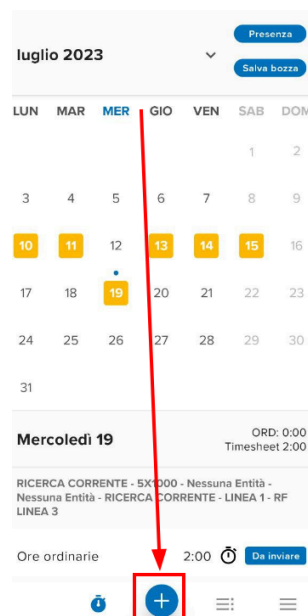 Presenza
luglio 2023
Salva bozza
LUN MAR MER GIO VEN SAB DOM
1 2
3 4 5 6 7 8 9
10 11 12 13 14 15 16
17 18 19 20 21 22 23
24 25 26 27 28 29 30
31
Mercoledì 19
ORD: 0:00
Timesheet 2:00
RICERCA CORRENTE - 5X1000 - Nessuna Entità -
Nessuna Entità - RICERCA CORRENTE - LINEA 1 - RF
LINEA 3
Ore ordinarie 2:00 Da inviare